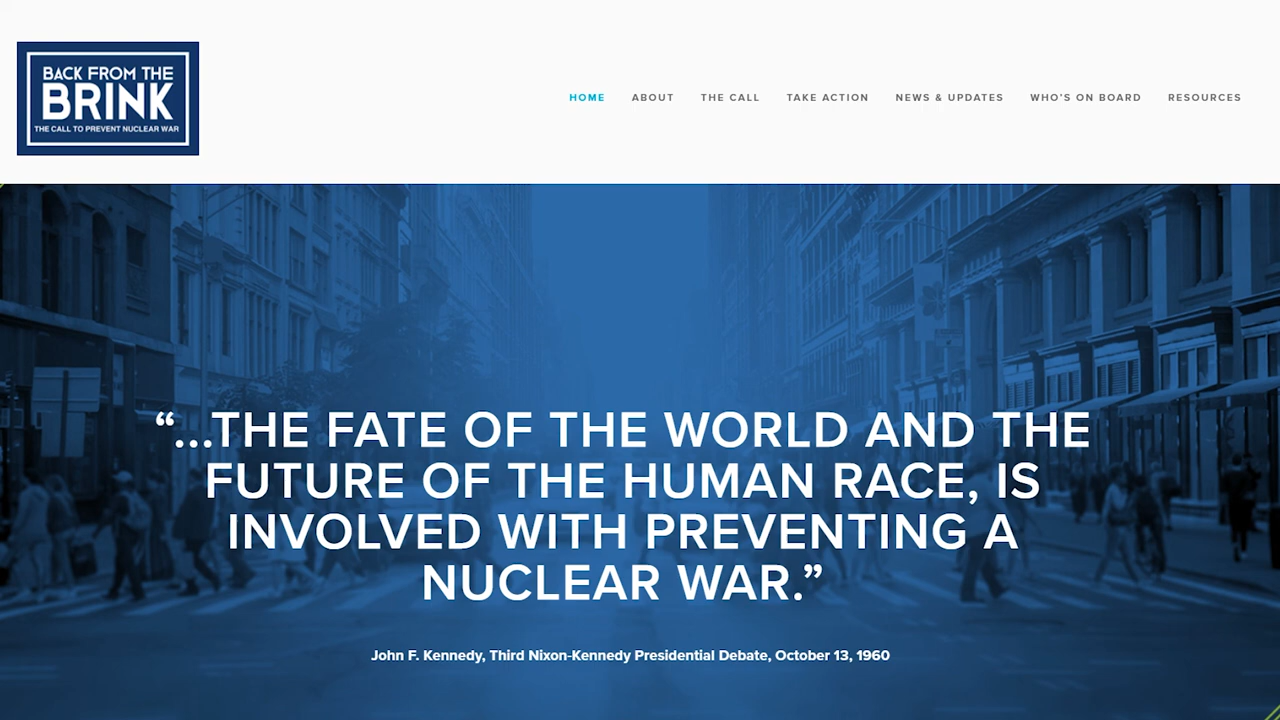 BACK FROM THE
BRINK
THE CALL TO PREVENT NUCLEAR WAR
HOME ABOUT THE CALL TAKE ACTION NEWS & UPDATES WHO'S ON BOARD RESOURCES
“...THE FATE OF THE WORLD AND THE
FUTURE OF THE HUMAN RACE, IS
INVOLVED WITH PREVENTING A
NUCLEAR WAR.”
John F. Kennedy, Third Nixon-Kennedy Presidential Debate, October 13, 1960